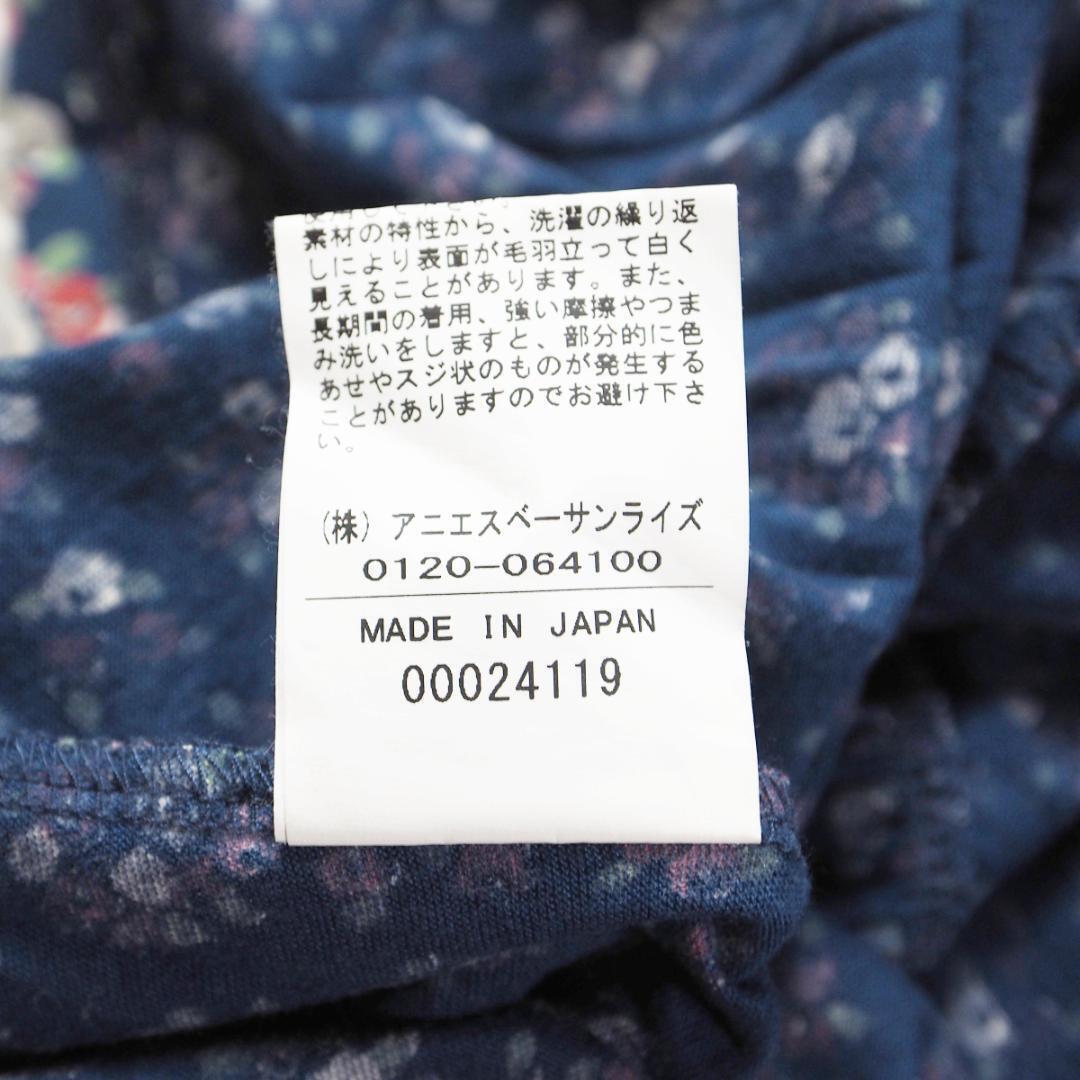 素材の特性から、洗濯の繰り返
しにより表面が毛羽立って白く
見えることがあります。また、
長期間の着用、強い摩擦やつま
み洗いをしますと、部分的に色
あせやスジ状のものが発生する
ことがありますのでお避け下さ
い。
(株) アニエスベーサンライズ
0120-064100
MADE IN JAPAN
00024119